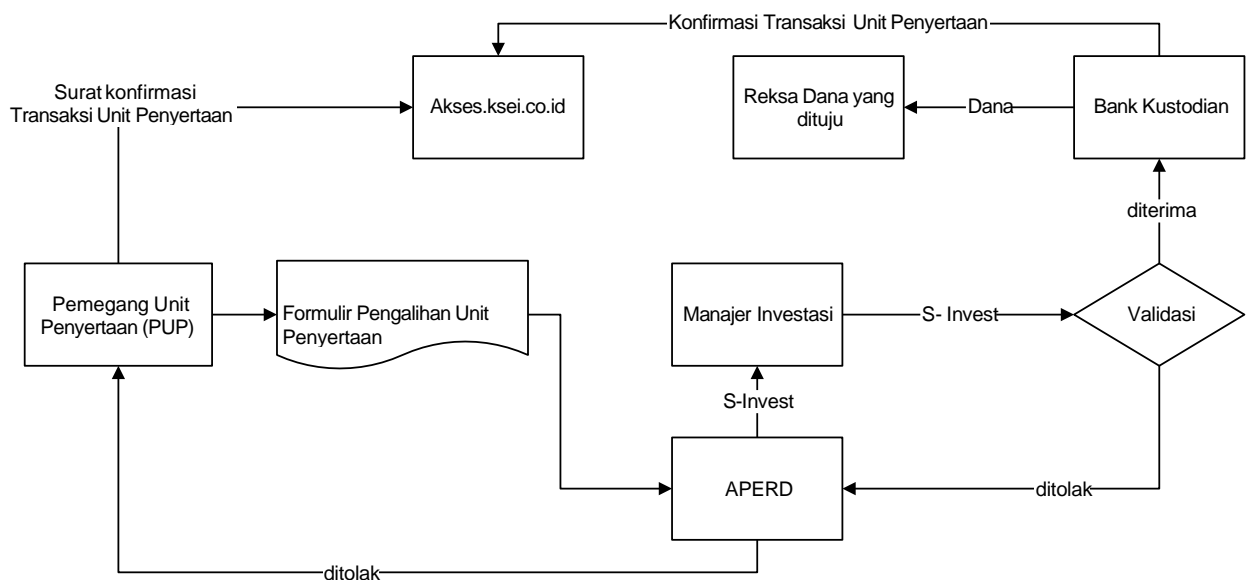 Konfirmasi Transaksi Unit Penyertaan
Surat konfirmasi
Transaksi Unit Penyertaan
Akses.ksei.co.id
Reksa Dana yang
dituju
Dana
Bank Kustodian
diterima
Pemegang Unit
Penyertaan (PUP)
Formulir Pengalihan Unit
Penyertaan
Manajer Investasi
S- Invest
Validasi
S-Invest
APERD
ditolak
ditolak